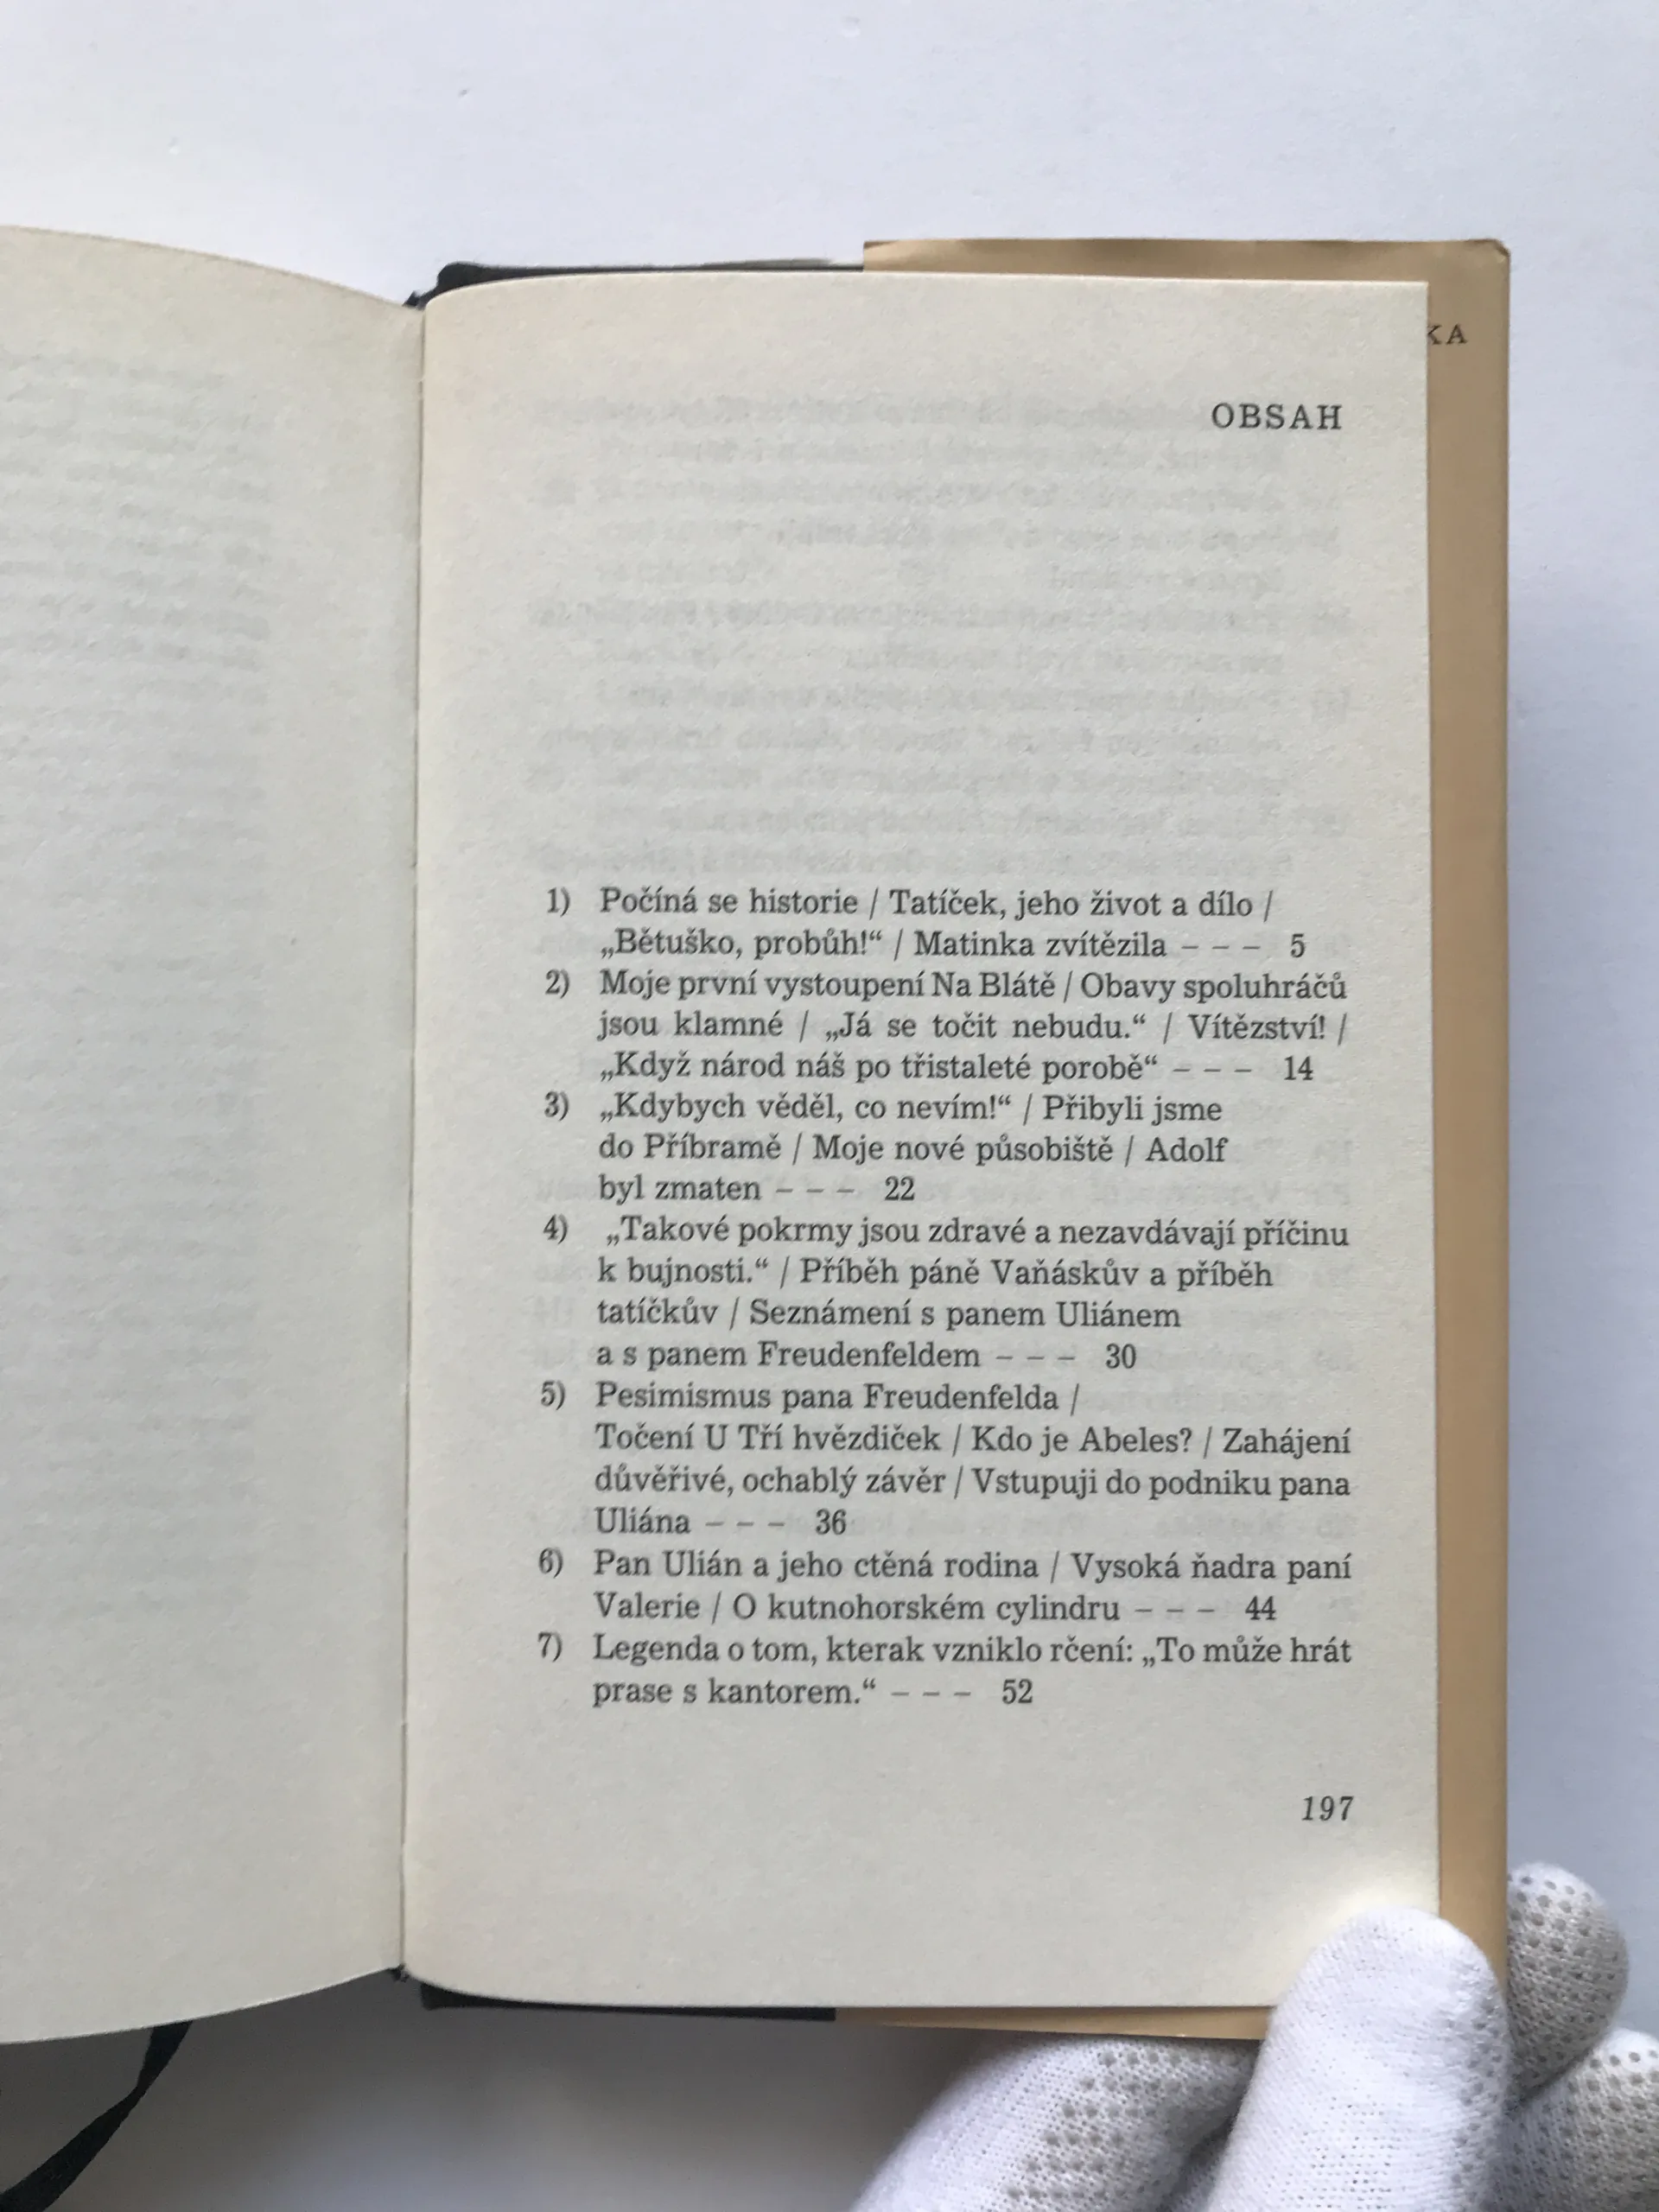 KA
OBSAH
1) Počíná se historie / Tatíček, jeho život a dílo /
„Bětuško, probůh!“ / Matinka zvítězila – – – 5
2) Moje první vystoupení Na Blátě / Obavy spoluhráčů
jsou klamné / „Já se točit nebudu.“ / Vítězství! /
„Když národ náš po třistaleté porobě“ – – – 14
3) „Kdybych věděl, co nevím!“ / Přibyli jsme
do Příbramě / Moje nové působiště / Adolf
byl zmaten – – – 22
4) „Takové pokrmy jsou zdravé a nezavdávají příčinu
k bujnosti.“ / Příběh páně Vaňáskův a příběh
tatíčkův / Seznámení s panem Uliánem
a s panem Freudenfeldem – – – 30
5) Pesimismus pana Freudenfelda /
Točení U Tří hvězdiček / Kdo je Abeles? / Zahájení
důvěřivé, ochablý závěr / Vstupuji do podniku pana
Uliána – – – 36
6) Pan Ulián a jeho ctěná rodina / Vysoká ňadra paní
Valerie / O kutnohorském cylindru – – – 44
7) Legenda o tom, kterak vzniklo rčení: „To může hrát
prase s kantorem.“ – – – 52
197